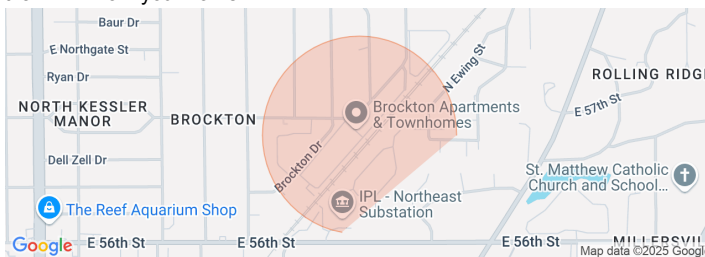 Baur Dr
E Northgate St
Ryan Dr
N Ewing St
ROLLING RIDGE
E 57th St
NORTH KESSLER
MANOR
BROCKTON
Brockton Apartments
& Townhomes
Dell Zell Dr
Brockton Dr
St. Matthew Catholic
Church and School...
IPL - Northeast
Substation
The Reef Aquarium Shop
E 56th St
E 56th St
E 56th St
Google
Map data ©2025 Google